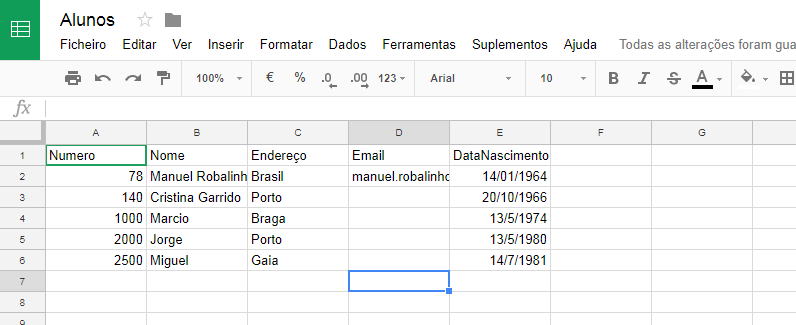 Alunos
Ficheiro Editar Ver Inserir Formatar Dados Ferramentas Suplementos Ajuda Todas as alterações foram gua
100% € % .0 .00 123 Arial 10 B I S A
fx
A B C D E F G
1 Numero Nome Endereço Email DataNascimento
2 78 Manuel Robalinh Brasil manuel.robalinho 14/01/1964
3 140 Cristina Garrido Porto 20/10/1966
4 1000 Marcio Braga 13/5/1974
5 2000 Jorge Porto 13/5/1980
6 2500 Miguel Gaia 14/7/1981
7
8
9